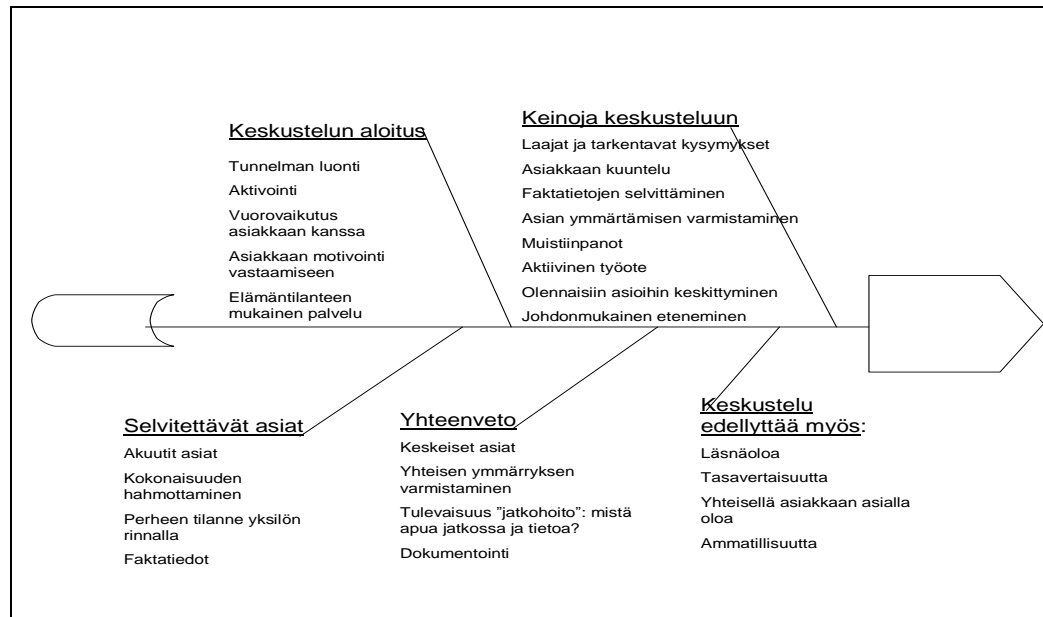 Keskustelun aloitus
Tunnelman luonti
Aktivointi
Vuorovaikutus
asiakkaan kanssa
Asiakkaan motivointi
vastaamiseen
Elämäntilanteen
mukainen palvelu
Keinoja keskusteluun
Laajat ja tarkentavat kysymykset
Asiakkaan kuuntelu
Faktatietojen selvittäminen
Asian ymmärtämisen varmistaminen
Muistiinpanot
Aktiivinen työote
Olennaisiin asioihin keskittyminen
Johdonmukainen eteneminen
Selvitettävät asiat
Akuutit asiat
Kokonaisuuden
hahmottaminen
Perheen tilanne yksilön
rinnalla
Faktatiedot
Yhteenveto
Keskeiset asiat
Yhteisen ymmärryksen
varmistaminen
Tulevaisuus ”jatkohoito”: mistä
apua jatkossa ja tietoa?
Dokumentointi
Keskustelu
edellyttää myös:
Läsnäoloa
Tasavertaisuutta
Yhteisellä asiakkaan asialla
oloa
Ammatillisuutta